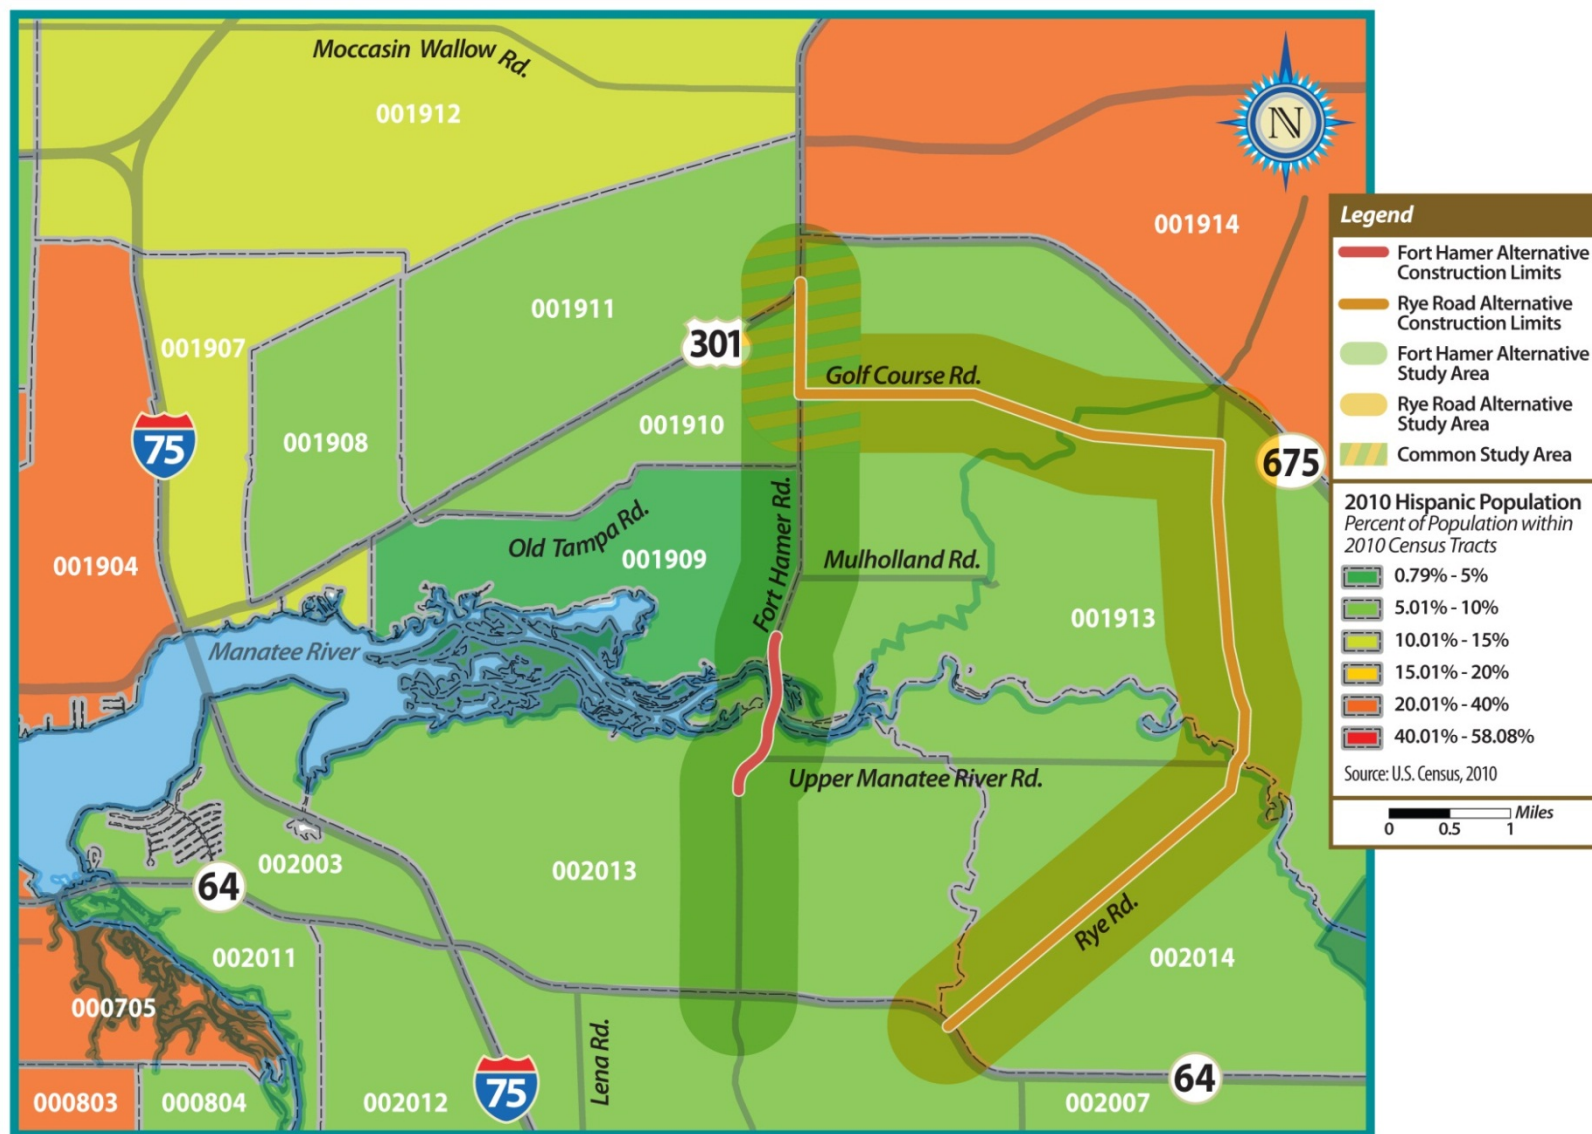 Moccasin Wallow Rd.
001912
N
001914
001911
001907
301
Golf Course Rd.
001908
001910
75
675
Old Tampa Rd.
001909
Fort Hamer Rd.
Mulholland Rd.
001904
001913
Manatee River
Upper Manatee River Rd.
002003
002013
64
Rye Rd.
002011
002014
000705
Lena Rd.
75
64
000803
000804
002012
002007
Legend
Fort Hamer Alternative
Construction Limits
Rye Road Alternative
Construction Limits
Fort Hamer Alternative
Study Area
Rye Road Alternative
Study Area
Common Study Area
2010 Hispanic Population
Percent of Population within
2010 Census Tracts
0.79% - 5%
5.01% - 10%
10.01% - 15%
15.01% - 20%
20.01% - 40%
40.01% - 58.08%
Source: U.S. Census, 2010
Miles
0 0.5 1